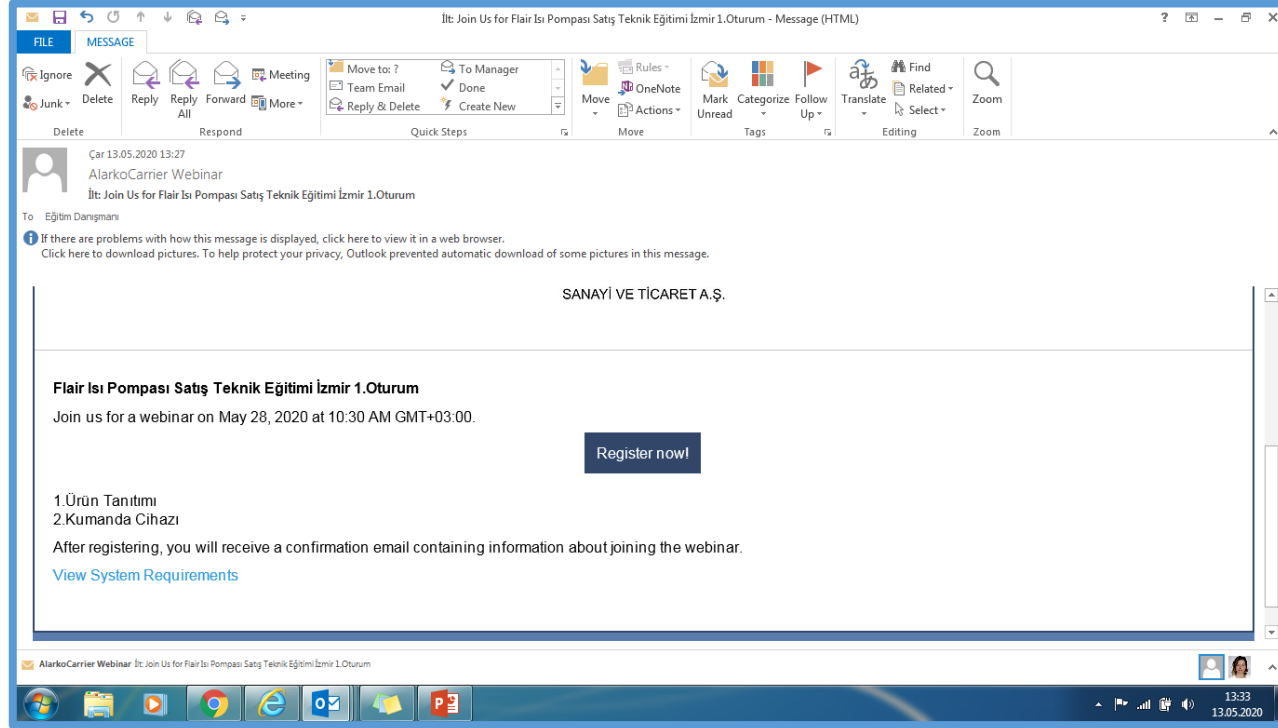 İlt: Join Us for Flair Isı Pompası Satış Teknik Eğitimi İzmir 1.Oturum - Message (HTML)
?
FILE MESSAGE
Ignore
Junk
Delete
Reply
Reply All
Forward
Meeting
More
Move to: ?
Team Email
Reply & Delete
To Manager
Done
Create New
Move
Rules
OneNote
Actions
Mark Unread
Categorize
Follow Up
Translate
Find
Related
Select
Zoom
Delete Respond Quick Steps Move Tags Editing Zoom
Çar 13.05.2020 13:27
AlarkoCarrier Webinar
İlt: Join Us for Flair Isı Pompası Satış Teknik Eğitimi İzmir 1.Oturum
To Eğitim Danışmanı
If there are problems with how this message is displayed, click here to view it in a web browser.
Click here to download pictures. To help protect your privacy, Outlook prevented automatic download of some pictures in this message.
SANAYİ VE TİCARET A.Ş.
Flair Isı Pompası Satış Teknik Eğitimi İzmir 1.Oturum
Join us for a webinar on May 28, 2020 at 10:30 AM GMT+03:00.
Register now!
1.Ürün Tanıtımı
2.Kumanda Cihazı
After registering, you will receive a confirmation email containing information about joining the webinar.
View System Requirements
AlarkoCarrier Webinar İlt: Join Us for Flair Isı Pompası Satış Teknik Eğitimi İzmir 1.Oturum
13:33
13.05.2020